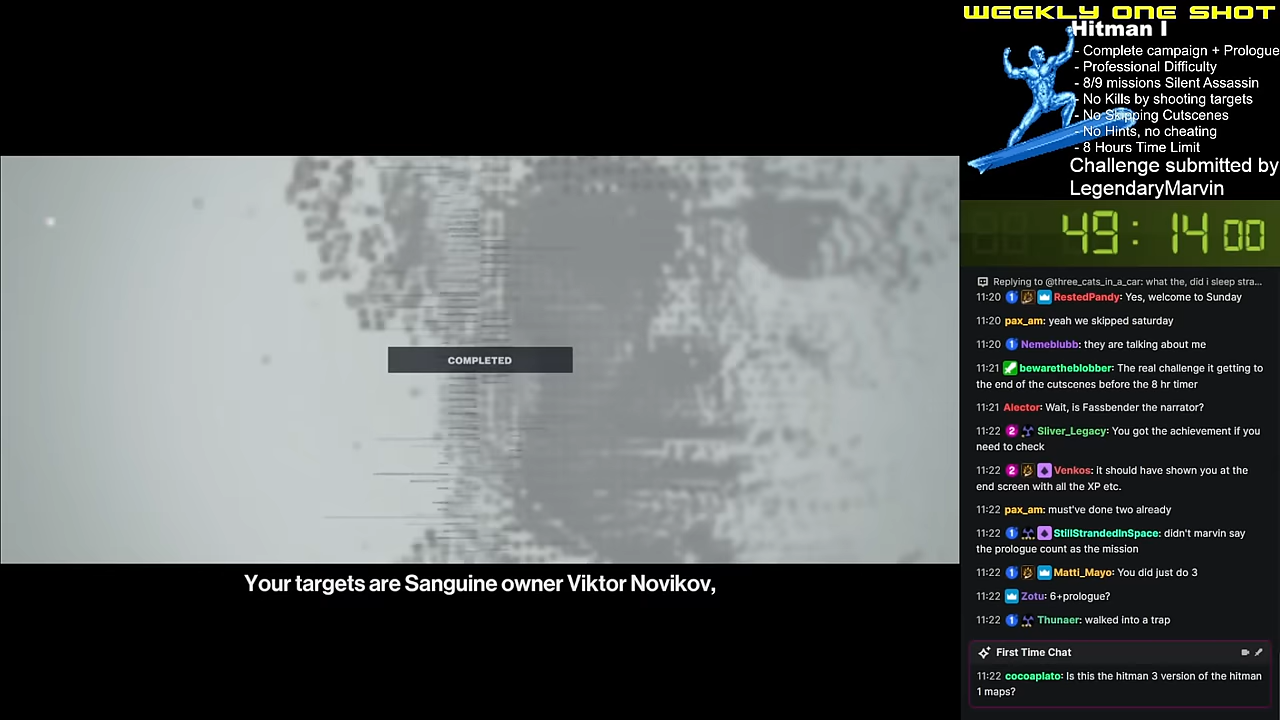 WEEKLY ONE SHOT
Hitman I
- Complete campaign + Prologue
- Professional Difficulty
- 8/9 missions Silent Assassin
- No Kills by shooting targets
- No Skipping Cutscenes
- No Hints, no cheating
- 8 Hours Time Limit
Challenge submitted by
LegendaryMarvin
49:14 00
COMPLETED
Your targets are Sanguine owner Viktor Novikov,
Replying to @three_cats_in_a_car: what the, did i sleep stra...
11:20 1 RestedPandy: Yes, welcome to Sunday
11:20 pax_am: yeah we skipped saturday
11:20 1 Nemeblubb: they are talking about me
11:21 bewaretheblobber: The real challenge it getting to
the end of the cutscenes before the 8 hr timer
11:21 Alector: Wait, is Fassbender the narrator?
11:22 2 Sliver_Legacy: You got the achievement if you
need to check
11:22 2 Venkos: it should have shown you at the
end screen with all the XP etc.
11:22 pax_am: must've done two already
11:22 1 StillStrandedInSpace: didn't marvin say
the prologue count as the mission
11:22 1 Matti_Mayo: You did just do 3
11:22 Zotu: 6+prologue?
11:22 1 Thunaer: walked into a trap
First Time Chat
11:22 cocoaplato: Is this the hitman 3 version of the hitman
1 maps?